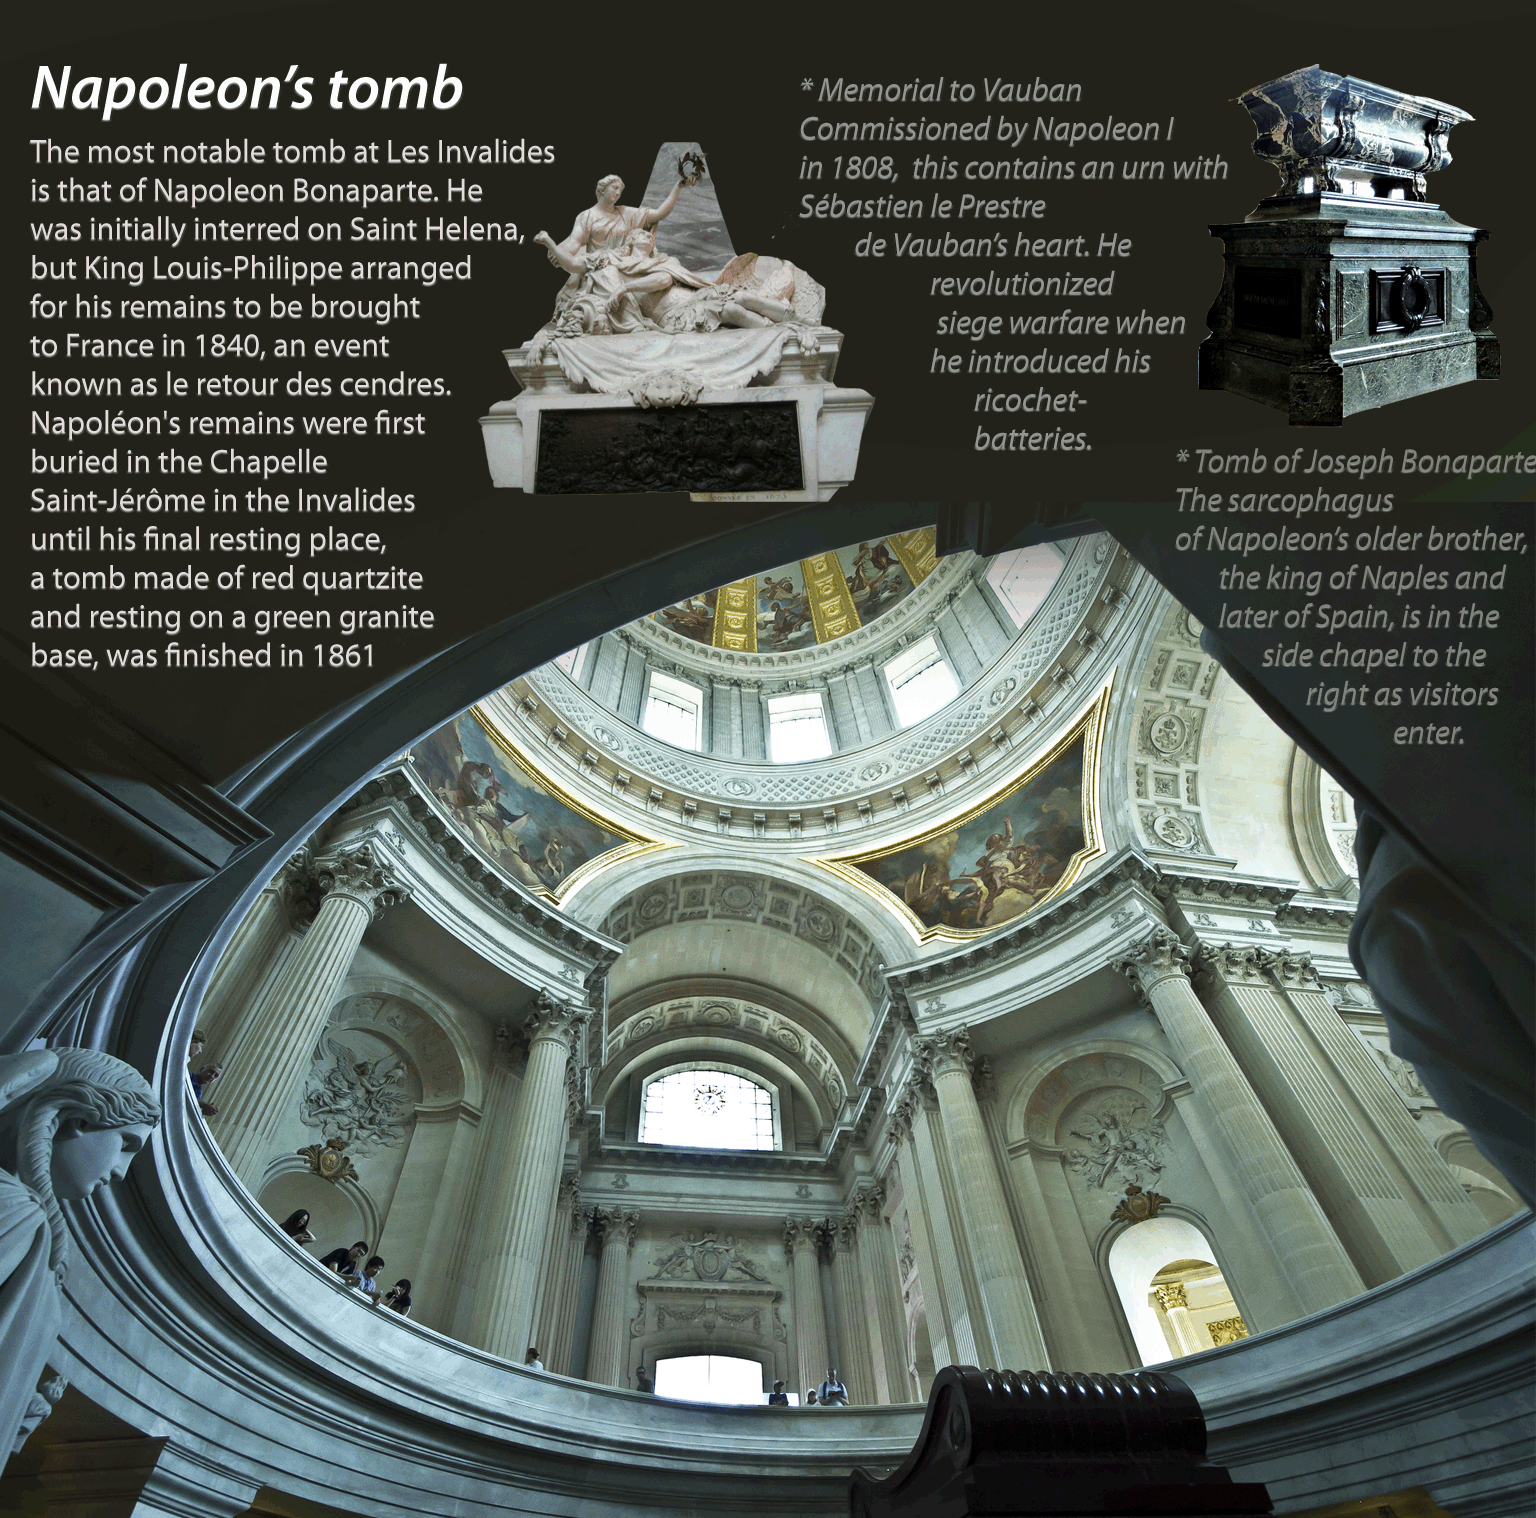 Napoleon’s tomb
The most notable tomb at Les Invalides
is that of Napoleon Bonaparte. He
was initially interred on Saint Helena,
but King Louis-Philippe arranged
for his remains to be brought
to France in 1840, an event
known as le retour des cendres.
Napoléon's remains were first
buried in the Chapelle
Saint-Jérôme in the Invalides
until his final resting place,
a tomb made of red quartzite
and resting on a green granite
base, was finished in 1861
* Memorial to Vauban
Commissioned by Napoleon I
in 1808, this contains an urn with
Sébastien le Prestre
de Vauban’s heart. He
revolutionized
siege warfare when
he introduced his
ricochet-
batteries.
* Tomb of Joseph Bonaparte
The sarcophagus
of Napoleon’s older brother,
the king of Naples and
later of Spain, is in the
side chapel to the
right as visitors
enter.